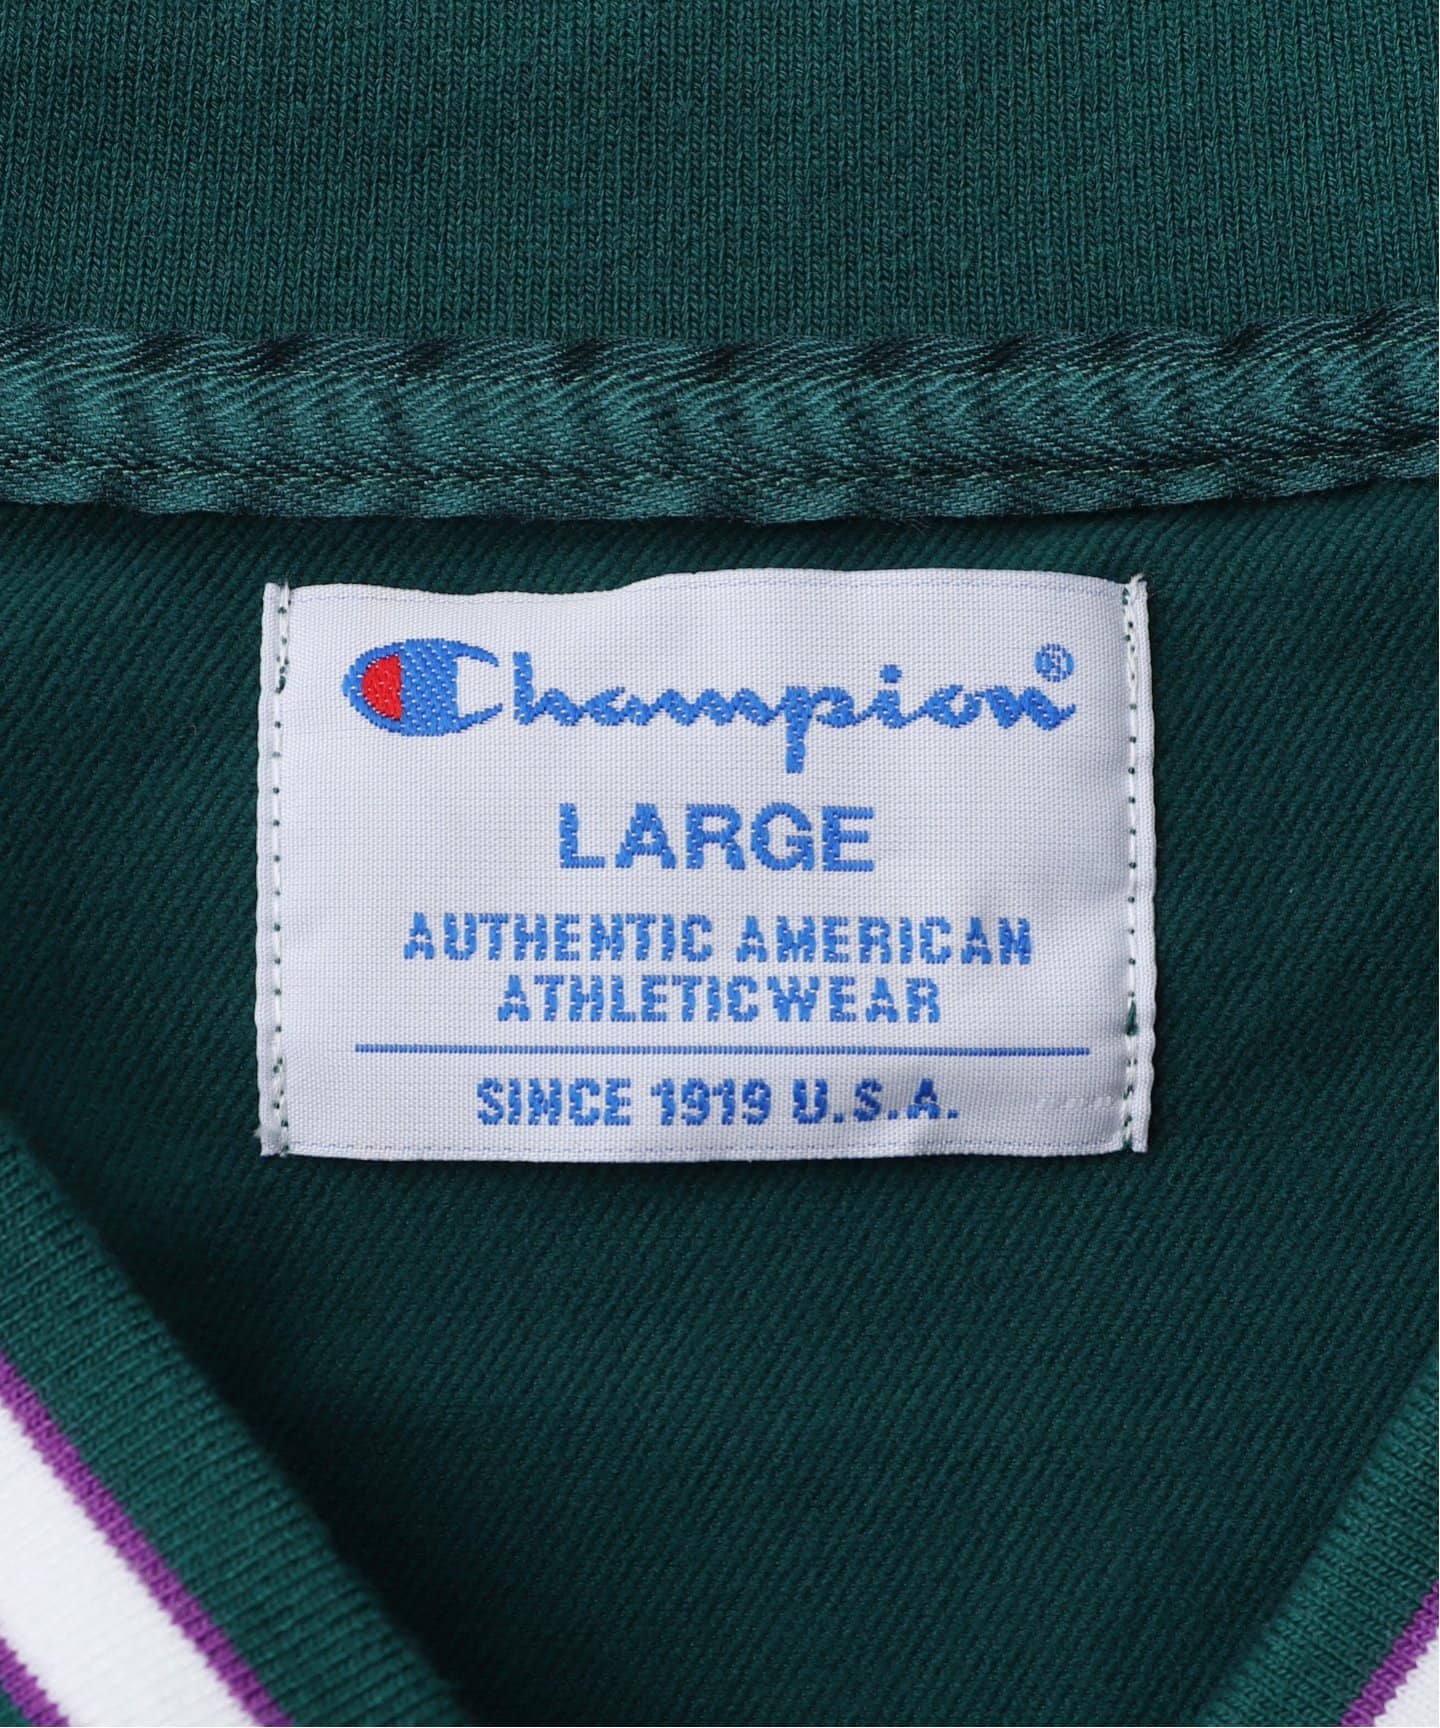 Champion®
LARGE
AUTHENTIC AMERICAN
ATHLETICWEAR
SINCE 1919 U.S.A.